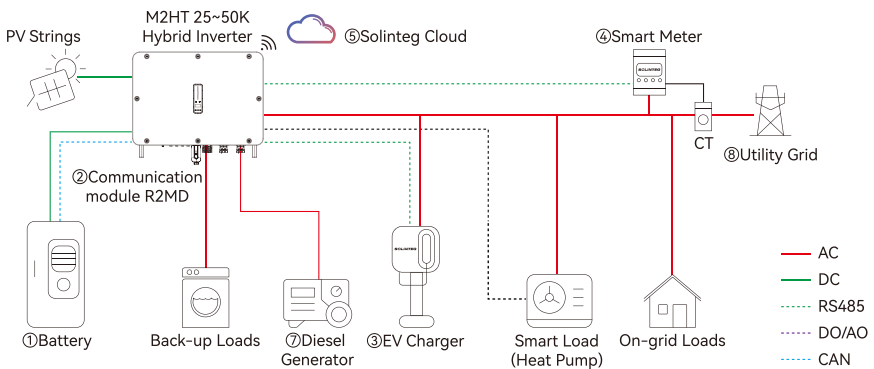 M2HT 25~50K
Hybrid Inverter
PV Strings
⑤Solinteg Cloud
④Smart Meter
SOLINTEG
CT
⑧Utility Grid
②Communication
module R2MD
SOLINTEG
①Battery
Back-up Loads
⑦Diesel
Generator
③EV Charger
Smart Load
(Heat Pump)
On-grid Loads
AC
DC
RS485
DO/AO
CAN